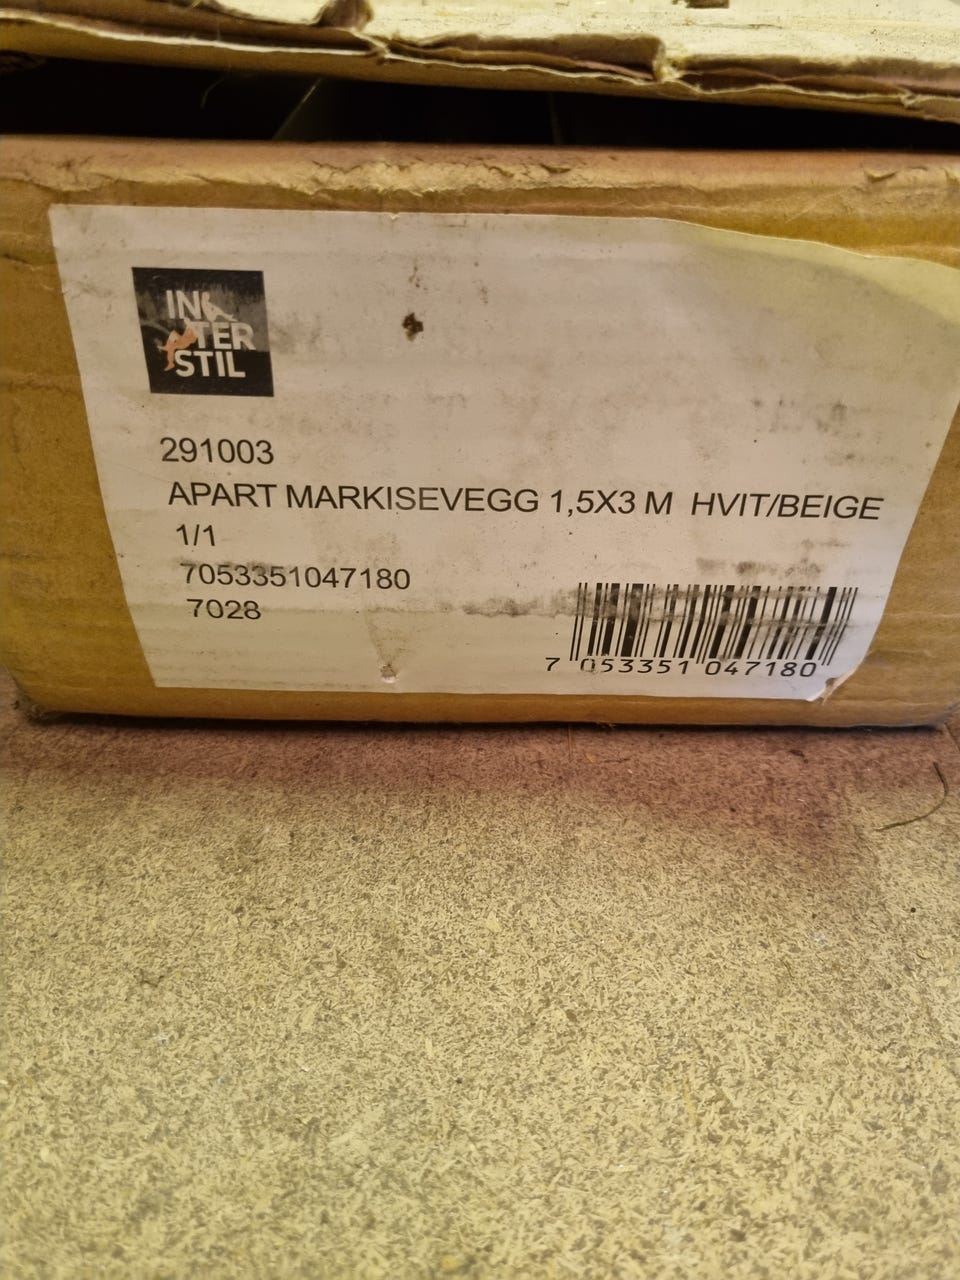 IN
TER
STIL
291003
APART MARKISEVEGG 1,5X3 M HVIT/BEIGE
1/1
7053351047180
7028
7 053351 047180